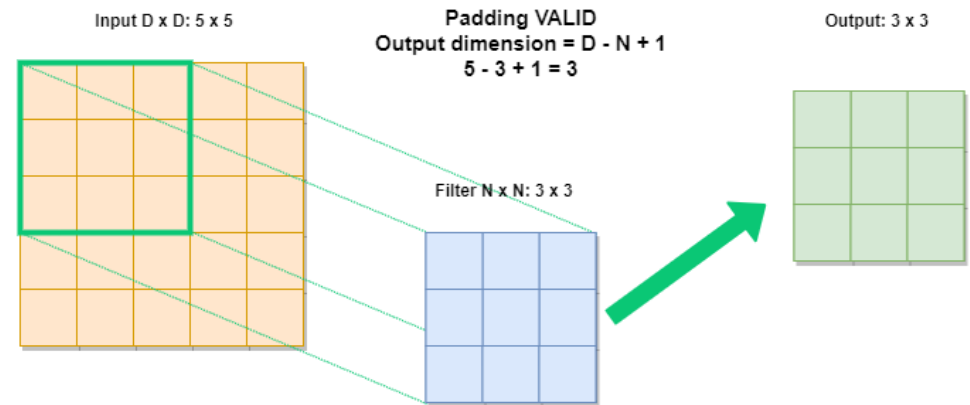 Input D x D: 5 x 5
Padding VALID
Output dimension = D - N + 1
5 - 3 + 1 = 3
Output: 3 x 3
Filter N x N: 3 x 3